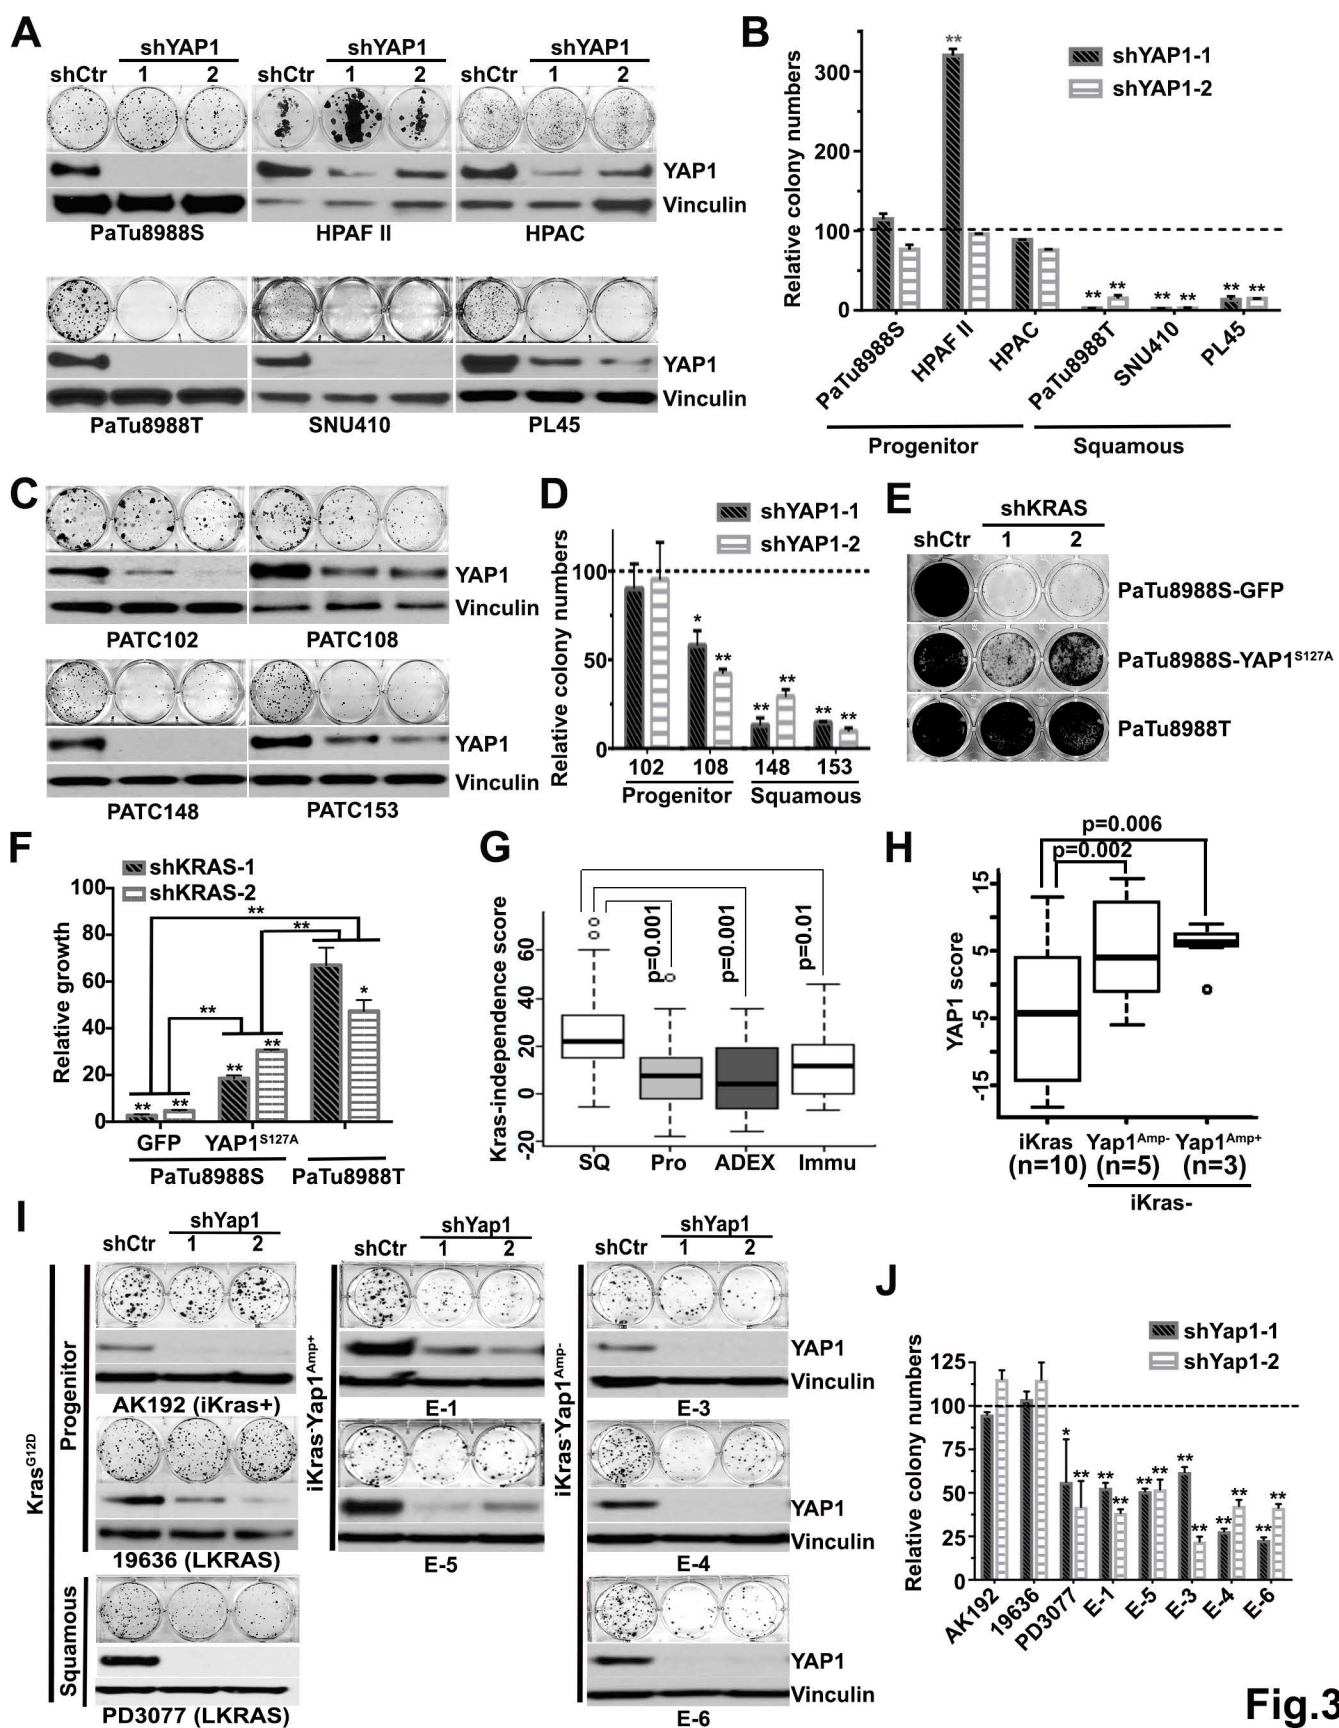 A
shYAP1 shYAP1 shYAP1
shCtr 1 2 shCtr 1 2 shCtr 1 2
YAP1
Vinculin
PaTu8988S HPAF II HPAC
YAP1
Vinculin
PaTu8988T SNU410 PL45
B
Relative colony numbers
shYAP1-1
shYAP1-2
300
200
100
0
**
** ** ** ** ** **
PaTu8988S HPAF II HPAC PaTu8988T SNU410 PL45
Progenitor Squamous
C
YAP1
Vinculin
PATC102 PATC108
YAP1
Vinculin
PATC148 PATC153
D
Relative colony numbers
shYAP1-1
shYAP1-2
100
50
0
* ** ** ** ** **
102 108 148 153
Progenitor Squamous
E
shKRAS
shCtr 1 2
PaTu8988S-GFP
PaTu8988S-YAP1S127A
PaTu8988T
F
shKRAS-1
shKRAS-2
Relative growth
100
80
60
40
20
0
**
**
**
** ** ** ** *
GFP YAP1S127A
PaTu8988S PaTu8988T
G
Kras-independence score
60
40
20
0
-20
p=0.001
p=0.001
p=0.01
SQ Pro ADEX Immu
H
p=0.006
p=0.002
YAP1 score
15
5
-5
-15
iKras Yap1Amp- Yap1Amp+
(n=10) (n=5) (n=3)
iKras-
I
shYap1 shYap1 shYap1
shCtr 1 2 shCtr 1 2 shCtr 1 2
KrasG12D
Progenitor
Squamous
iKras-Yap1Amp+
iKras-Yap1Amp-
YAP1
Vinculin
AK192 (iKras+) E-1 E-3
YAP1
Vinculin
19636 (LKRAS) E-5 E-4
YAP1
Vinculin
PD3077 (LKRAS) E-6
J
Relative colony numbers
shYap1-1
shYap1-2
125
100
75
50
25
0
* ** ** ** ** ** ** ** ** ** ** **
AK192 19636 PD3077 E-1 E-5 E-3 E-4 E-6
Fig.3